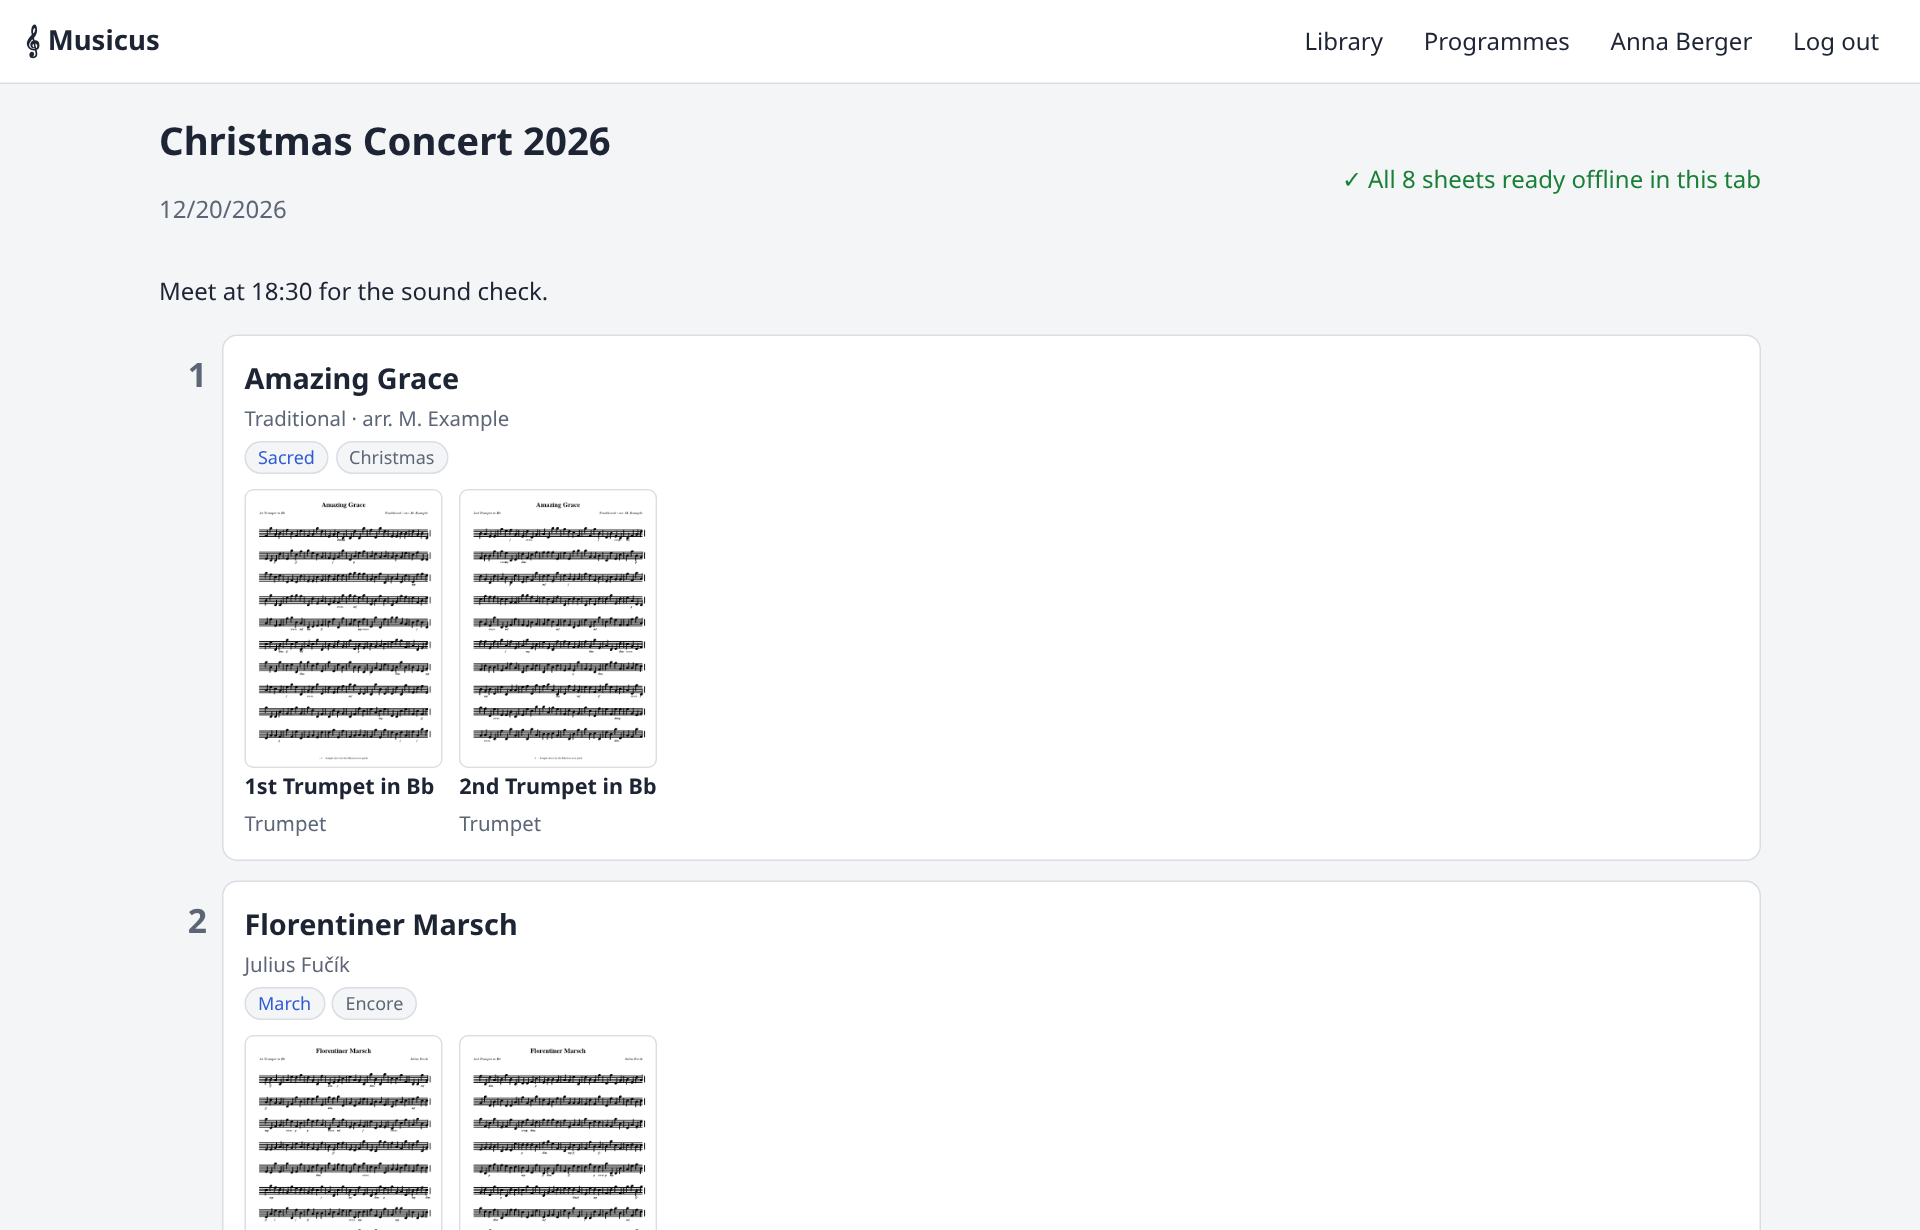 Musicus
Library Programmes Anna Berger Log out
Christmas Concert 2026
✓ All 8 sheets ready offline in this tab
12/20/2026
Meet at 18:30 for the sound check.
1
Amazing Grace
Traditional · arr. M. Example
Sacred Christmas
Amazing Grace
Amazing Grace
1st Trumpet in Bb
Trumpet
2nd Trumpet in Bb
Trumpet
2
Florentiner Marsch
Julius Fučík
March Encore
Florentiner Marsch
Florentiner Marsch